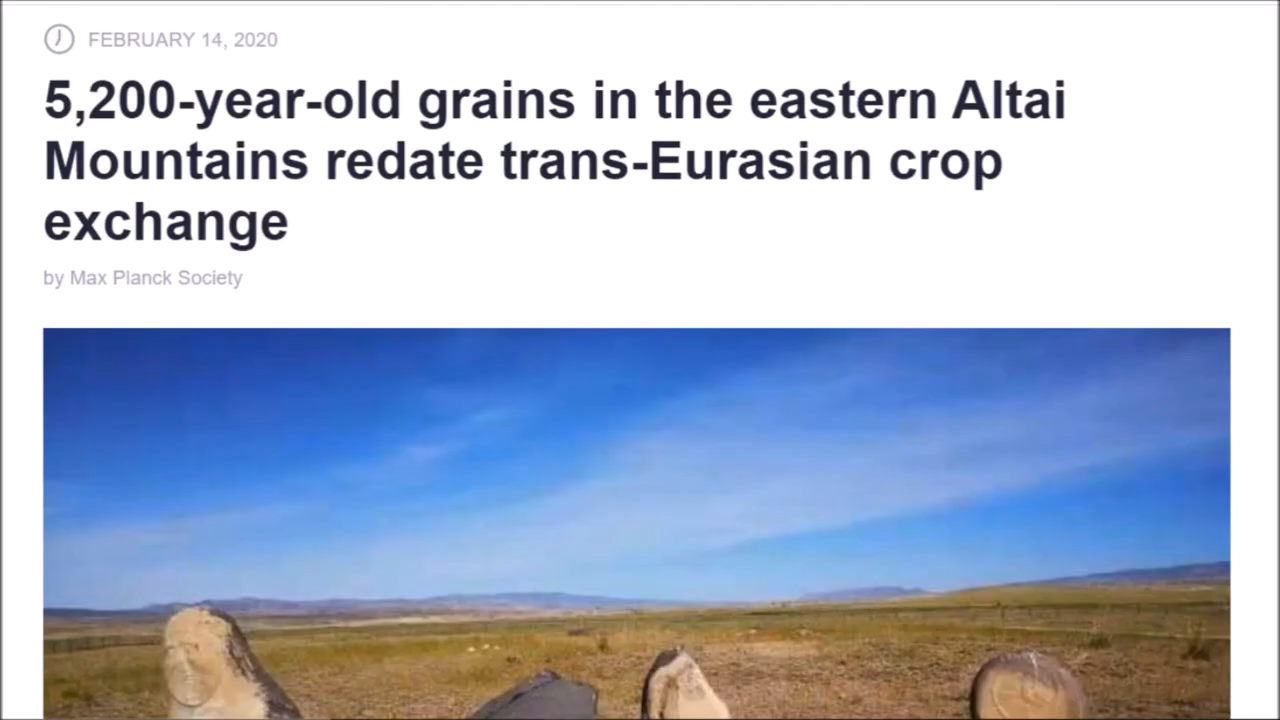 FEBRUARY 14, 2020
5,200-year-old grains in the eastern Altai
Mountains redate trans-Eurasian crop
exchange
by Max Planck Society